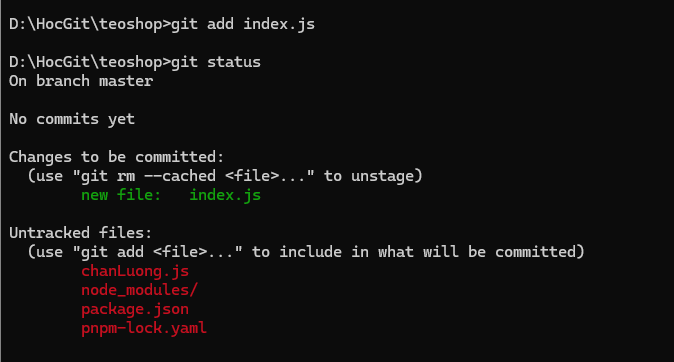 D:\HocGit\teoshop>git add index.js
D:\HocGit\teoshop>git status
On branch master
No commits yet
Changes to be committed:
  (use "git rm --cached <file>..." to unstage)
        new file:   index.js
Untracked files:
  (use "git add <file>..." to include in what will be committed)
        chanLuong.js
        node_modules/
        package.json
        pnpm-lock.yaml